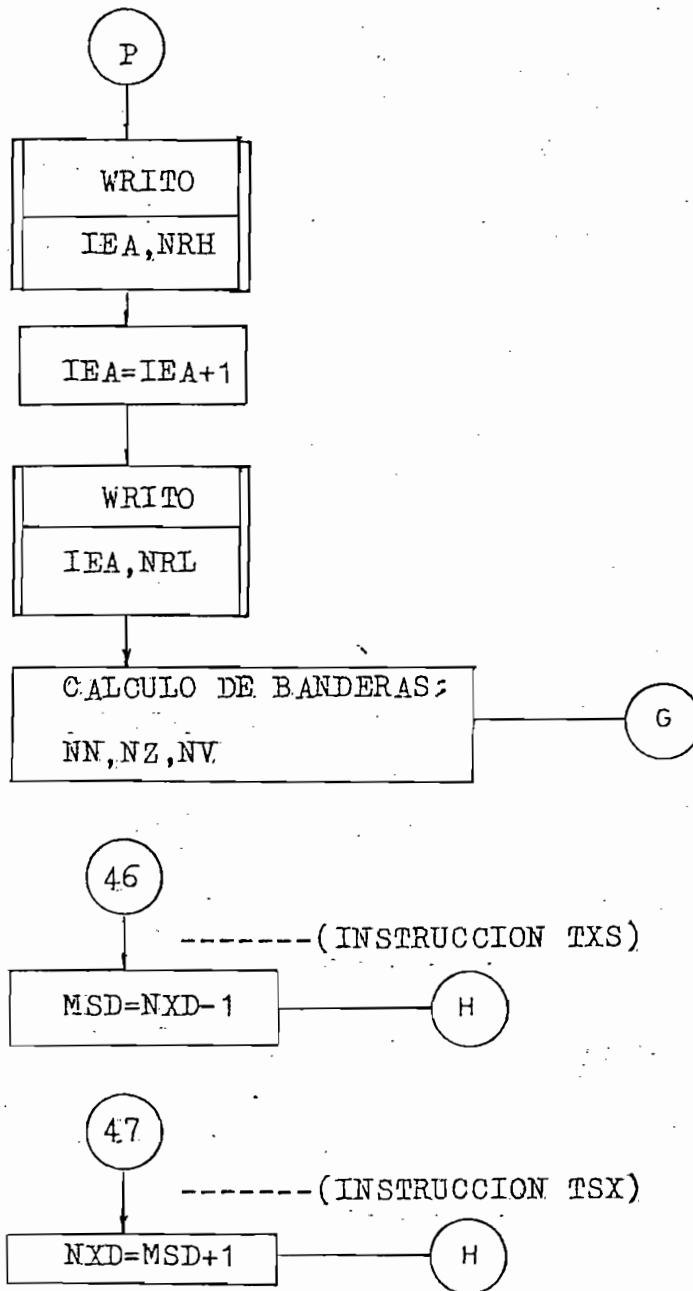 P
WRITO
IEA,NRH
IEA=IEA+1
WRITO
IEA,NRL
CALCULO DE BANDERAS;
NN,NZ,NV
G
46
------(INSTRUCCION TXS)
MSD=NXD-1
H
47
------(INSTRUCCION TSX)
NXD=MSD+1
H